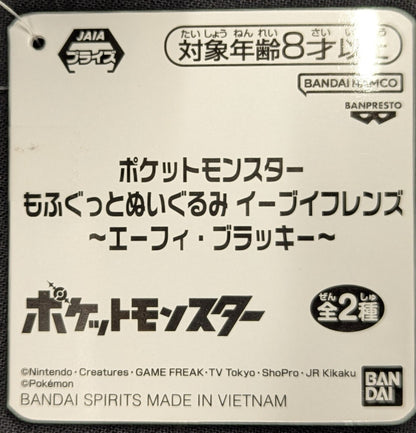 JAIA
プライズ
たいしょうねんれい さい い
対象年齢8才以上
BANDAI NAMCO
BANPRESTO
ポケットモンスター
もふぐっとぬいぐるみ イーブイフレンズ
～エーフィ・ブラッキー～
ポケットモンスター
ぜん しゅ
全2種
©Nintendo・Creatures・GAME FREAK・TV Tokyo・ShoPro・JR Kikaku
©Pokémon
BANDAI SPIRITS MADE IN VIETNAM
BAN
DAI